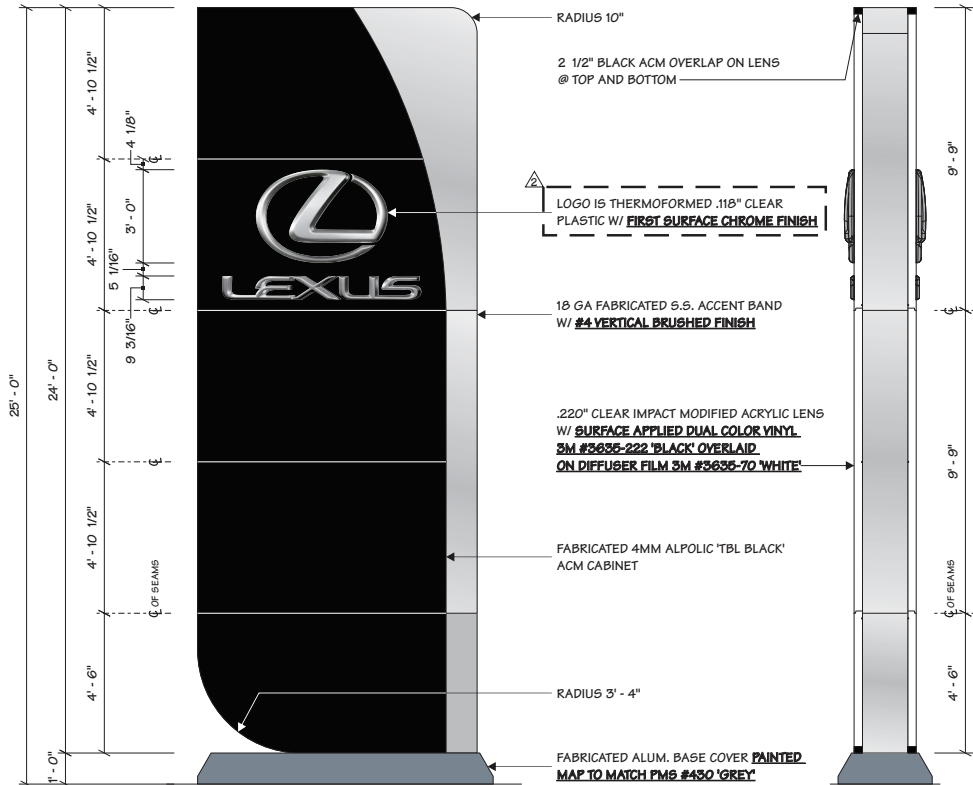 RADIUS 10"
2 1/2" BLACK ACM OVERLAP ON LENS
@ TOP AND BOTTOM
2
LOGO IS THERMOFORMED .118" CLEAR
PLASTIC W/ FIRST SURFACE CHROME FINISH
LEXUS
18 GA FABRICATED S.S. ACCENT BAND
W/ #4 VERTICAL BRUSHED FINISH
.220" CLEAR IMPACT MODIFIED ACRYLIC LENS
W/ SURFACE APPLIED DUAL COLOR VINYL
3M #3635-222 'BLACK' OVERLAID
ON DIFFUSER FILM 3M #3635-70 'WHITE'
FABRICATED 4MM ALPOLIC 'TBL BLACK'
ACM CABINET
RADIUS 3' - 4"
FABRICATED ALUM. BASE COVER PAINTED
MAP TO MATCH PMS #430 'GREY'
25' - 0"
24' - 0"
1' - 0"
4' - 10 1/2"
4' - 10 1/2"
4' - 10 1/2"
4' - 10 1/2"
4' - 6"
4 1/8"
3' - 0"
5 1/16"
9 3/16"
℄
℄
℄
℄ OF SEAMS
9' - 9"
9' - 9"
4' - 6"
℄
℄ OF SEAMS